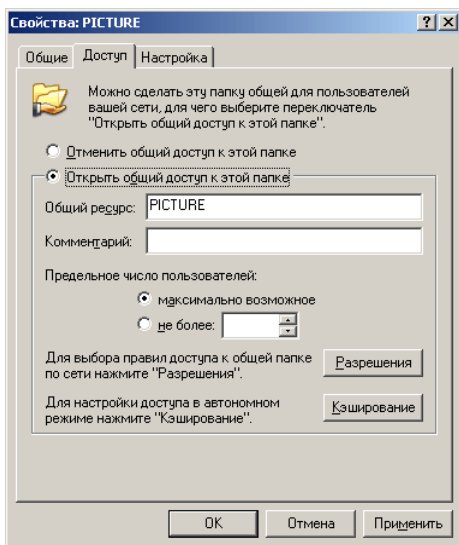 Свойства: PICTURE
Общие Доступ Настройка
Можно сделать эту папку общей для пользователей
вашей сети, для чего выберите переключатель
"Открыть общий доступ к этой папке".
Отменить общий доступ к этой папке
Открыть общий доступ к этой папке
Общий ресурс: PICTURE
Комментарий:
Предельное число пользователей:
максимально возможное
не более:
Для выбора правил доступа к общей папке
по сети нажмите "Разрешения".
Разрешения
Для настройки доступа в автономном
режиме нажмите "Кэширование".
Кэширование
OK Отмена Применить